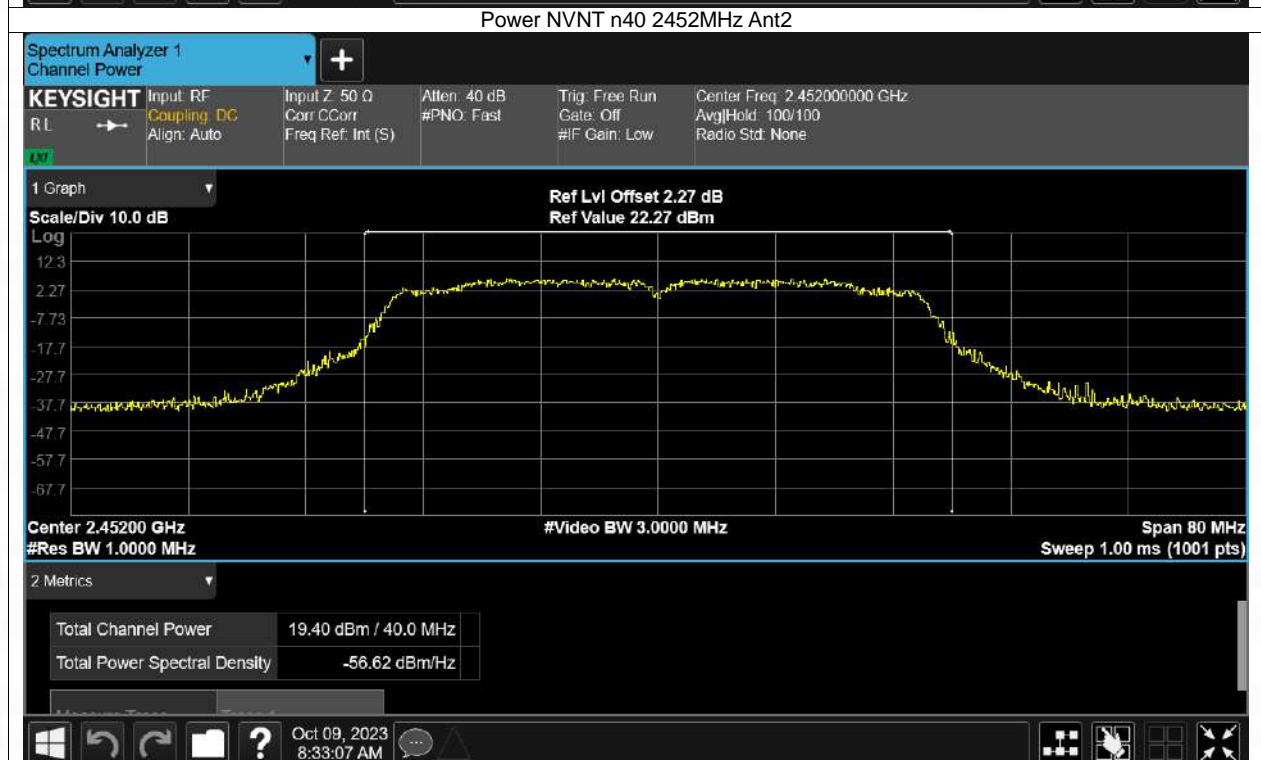 Power NVNT n40 2452MHz Ant2
Spectrum Analyzer 1
Channel Power
KEYSIGHT
RL
LXI
Input: RF
Coupling: DC
Align: Auto
Input Z: 50 Ω
Corr CCorr
Freq Ref: Int (S)
Atten: 40 dB
#PNO: Fast
Trig: Free Run
Gate: Off
#IF Gain: Low
Center Freq: 2.452000000 GHz
Avg|Hold: 100/100
Radio Std: None
1 Graph
Scale/Div 10.0 dB
Ref Lvl Offset 2.27 dB
Ref Value 22.27 dBm
Log
12.3
2.27
-7.73
-17.7
-27.7
-37.7
-47.7
-57.7
-67.7
Center 2.45200 GHz
#Res BW 1.0000 MHz
#Video BW 3.0000 MHz
Span 80 MHz
Sweep 1.00 ms (1001 pts)
2 Metrics
Total Channel Power 19.40 dBm / 40.0 MHz
Total Power Spectral Density -56.62 dBm/Hz
?
Oct 09, 2023
8:33:07 AM